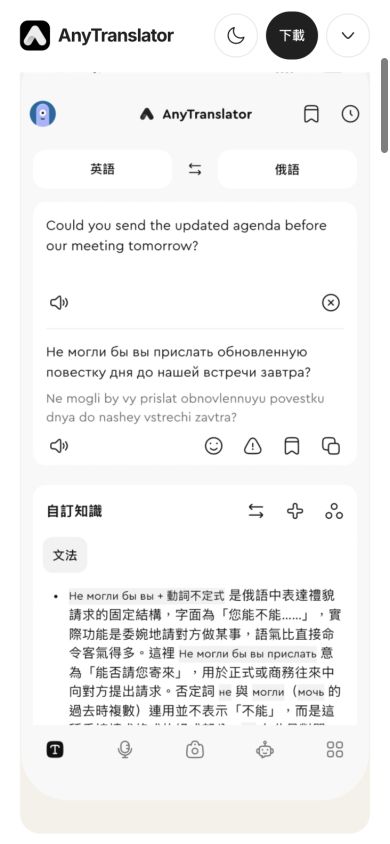 AnyTranslator
下載
AnyTranslator
英語
俄語
Could you send the updated agenda before
our meeting tomorrow?
Не могли бы вы прислать обновленную
повестку дня до нашей встречи завтра?
Ne mogli by vy prislat obnovlennuyu povestku
dnya do nashey vstrechi zavtra?
自訂知識
文法
• Не могли бы вы + 動詞不定式 是俄語中表達禮貌
請求的固定結構，字面為「您能不能……」，實
際功能是委婉地請對方做某事，語氣比直接命
令客氣得多。這裡 Не могли бы вы прислать 意
為「能否請您寄來」，用於正式或商務往來中
向對方提出請求。否定詞 не 與 могли（мочь 的
過去時複數）連用並不表示「不能」，而是這
T